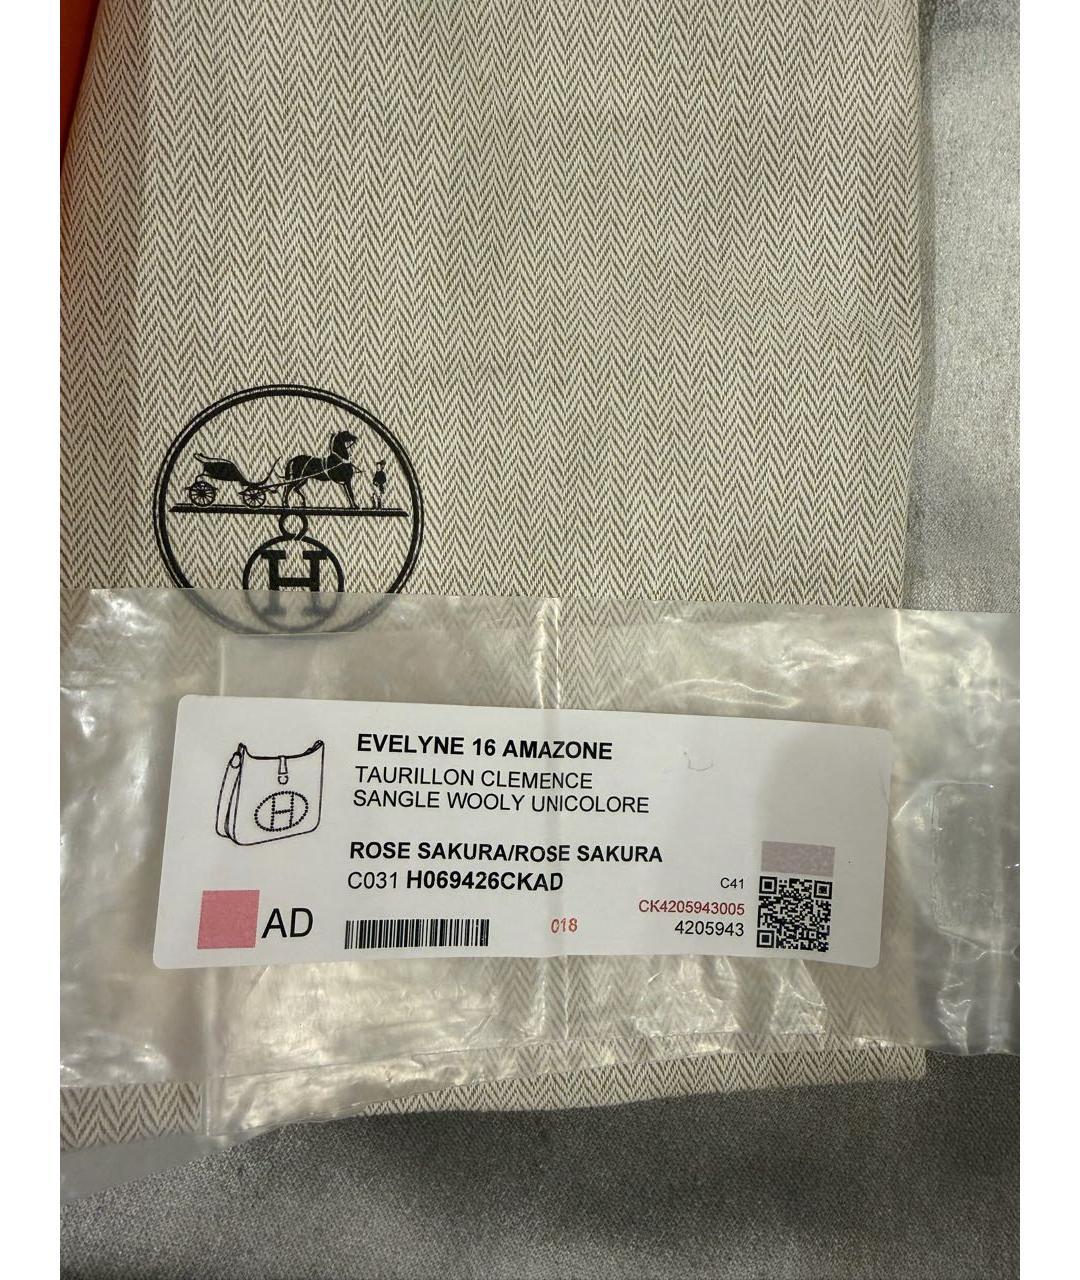 H
EVELYNE 16 AMAZONE
TAURILLON CLEMENCE
SANGLE WOOLY UNICOLORE
ROSE SAKURA/ROSE SAKURA
C031 H069426CKAD
C41
CK4205943005
AD
018
4205943